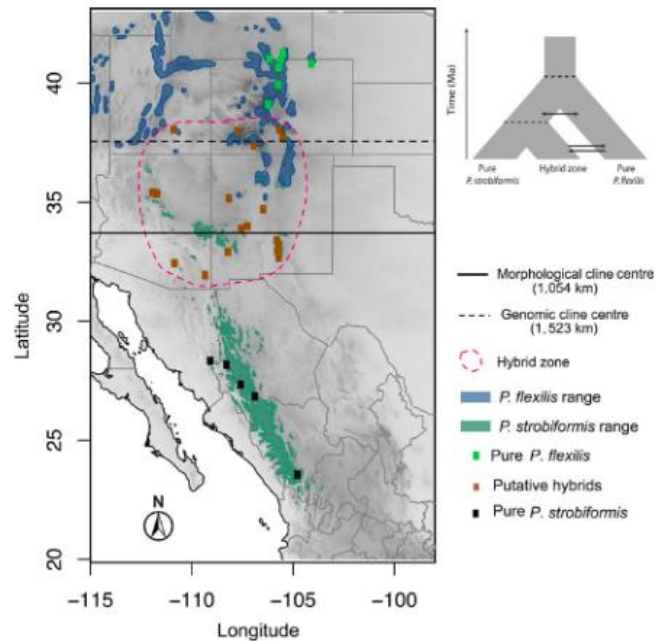 Latitude
40
35
30
25
20
N
−115
−110
−105
−100
Longitude
Time (Ma)
Pure
P. strobiformis
Hybrid zone
Pure
P. flexilis
Morphological cline centre
(1,054 km)
Genomic cline centre
(1,523 km)
Hybrid zone
P. flexilis range
P. strobiformis range
Pure P. flexilis
Putative hybrids
Pure P. strobiformis